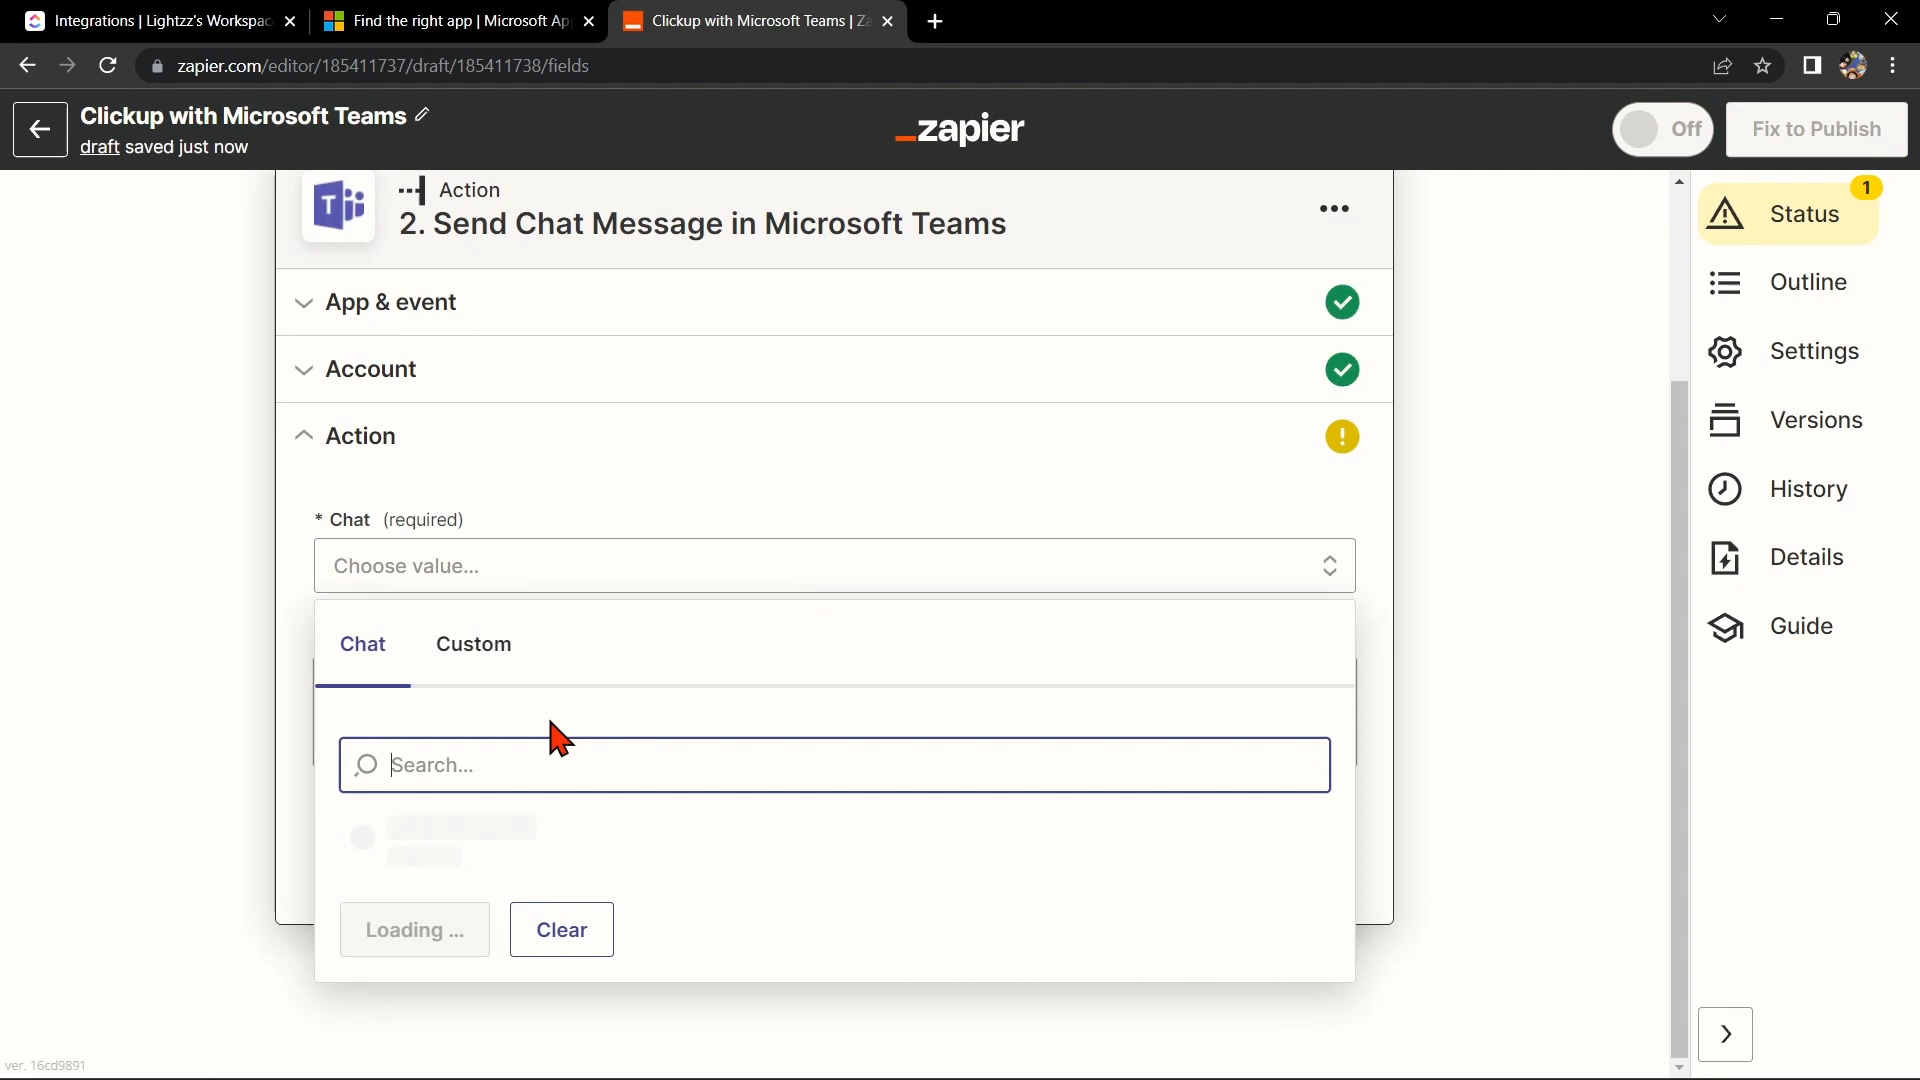 Integrations | Lightzz's Workspac
Find the right app | Microsoft Ap
Clickup with Microsoft Teams | Za
zapier.com/editor/185411737/draft/185411738/fields
Clickup with Microsoft Teams
draft saved just now
_zapier
Off
Fix to Publish
Action
2. Send Chat Message in Microsoft Teams
App & event
Account
Action
* Chat (required)
Choose value...
Chat
Custom
Search...
Loading ...
Clear
1
Status
Outline
Settings
Versions
History
Details
Guide
ver. 16cd9891